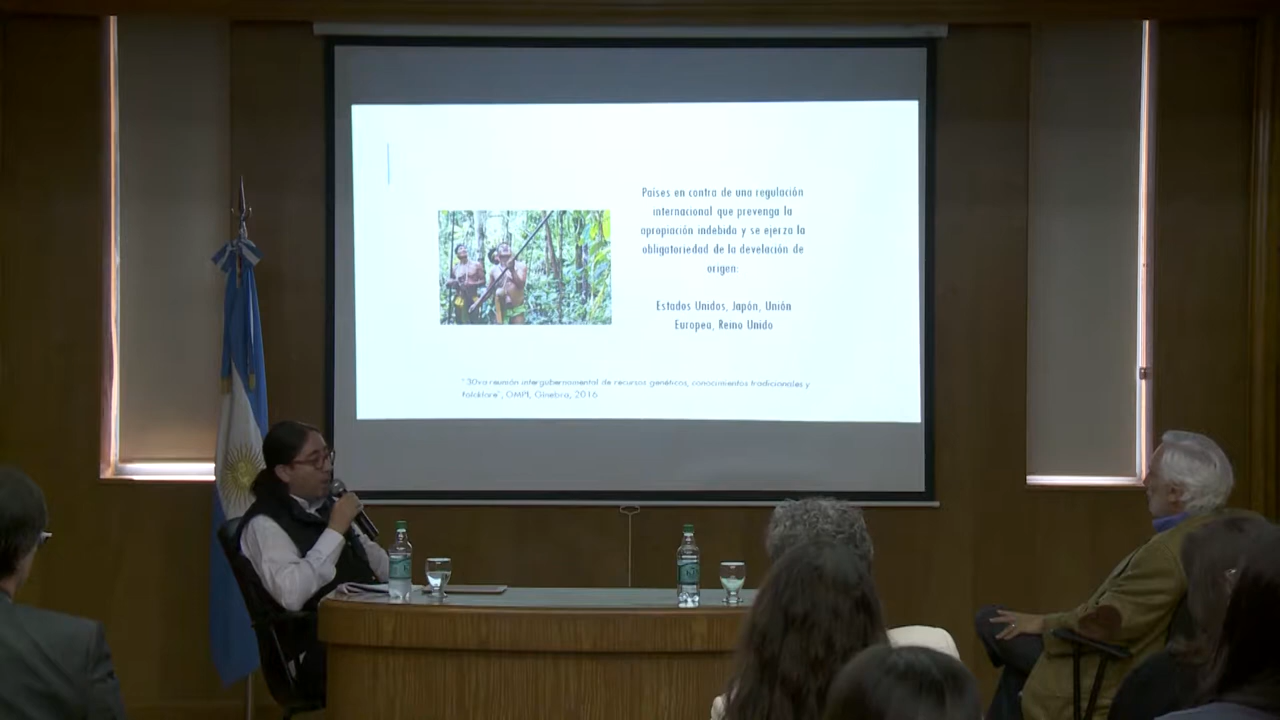 Países en contra de una regulación
internacional que prevenga la
apropiación indebida y se ejerza la
obligatoriedad de la develación de
origen:
Estados Unidos, Japón, Unión
Europea, Reino Unido
"30va reunión intergubernamental de recursos genéticos, conocimientos tradicionales y
Folcklore", OMPI, Ginebra, 2016